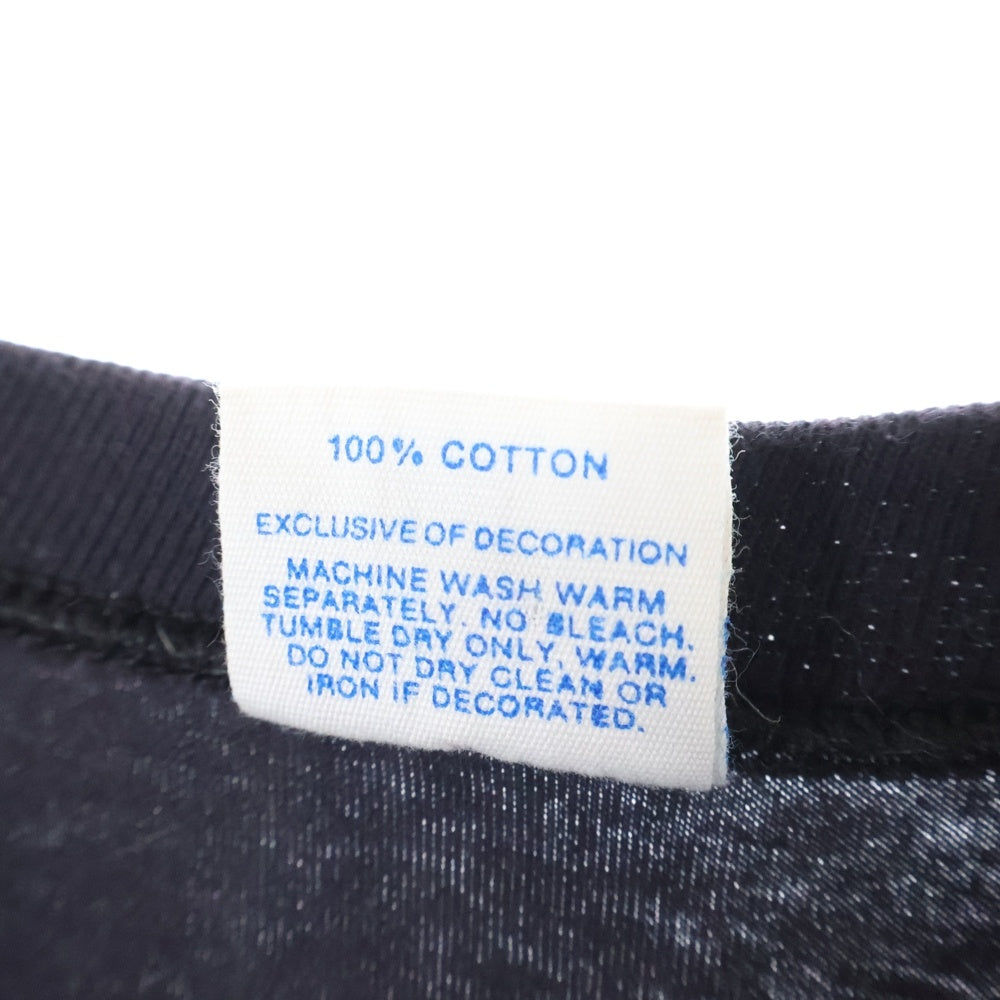 100% COTTON
EXCLUSIVE OF DECORATION
MACHINE WASH WARM
SEPARATELY. NO BLEACH.
TUMBLE DRY ONLY, WARM.
DO NOT DRY CLEAN OR
IRON IF DECORATED.